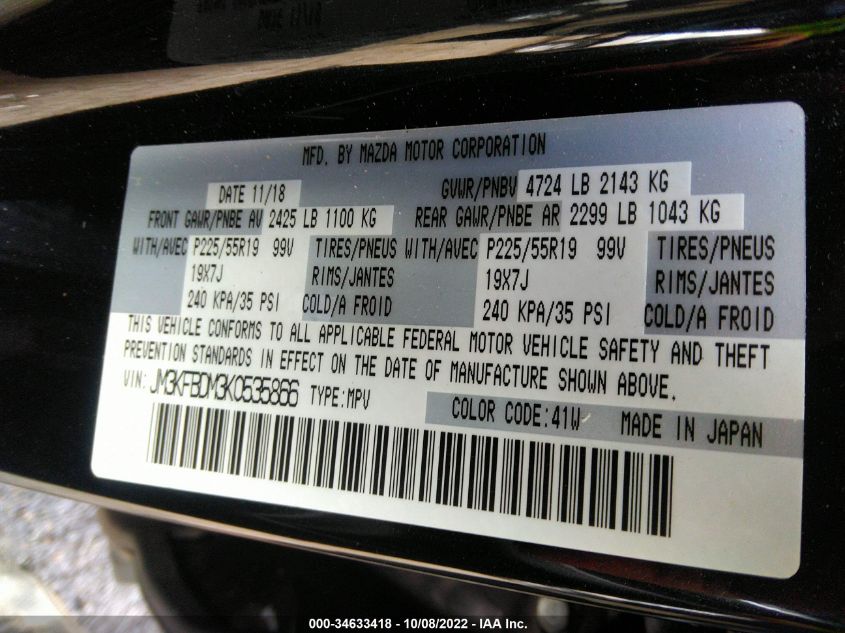 MFD. BY MAZDA MOTOR CORPORATION
DATE 11/18 GVWR/PNBV 4724 LB 2143 KG
FRONT GAWR/PNBE AV 2425 LB 1100 KG REAR GAWR/PNBE AR 2299 LB 1043 KG
WITH/AVEC P225/55R19 99V TIRES/PNEUS WITH/AVEC P225/55R19 99V TIRES/PNEUS
19X7J RIMS/JANTES 19X7J RIMS/JANTES
240 KPA/35 PSI COLD/A FROID 240 KPA/35 PSI COLD/A FROID
THIS VEHICLE CONFORMS TO ALL APPLICABLE FEDERAL MOTOR VEHICLE SAFETY AND THEFT
PREVENTION STANDARDS IN EFFECT ON THE DATE OF MANUFACTURE SHOWN ABOVE.
VIN: JM3KFBDM3K0535866 TYPE:MPV
COLOR CODE:41W MADE IN JAPAN
000-34633418 - 10/08/2022 - IAA Inc.